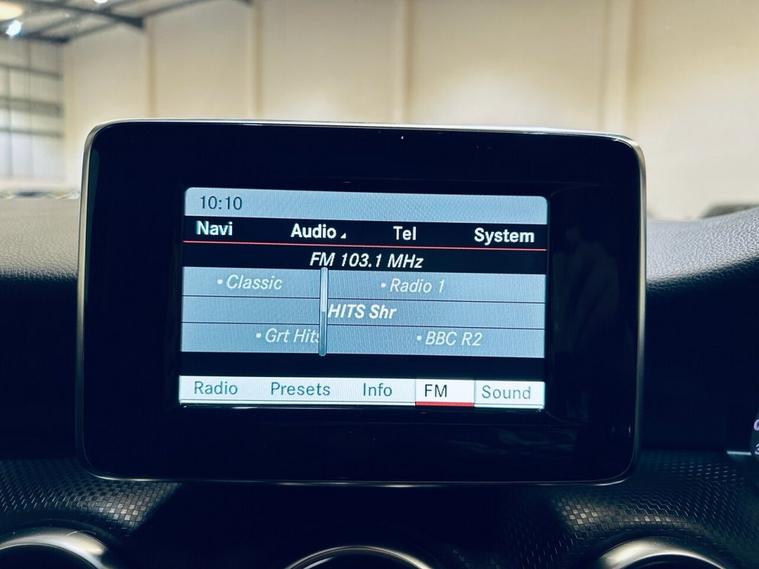 10:10
Navi Audio Tel System
FM 103.1 MHz
• Classic • Radio 1
HITS Shr
• Grt Hits • BBC R2
Radio Presets Info FM Sound